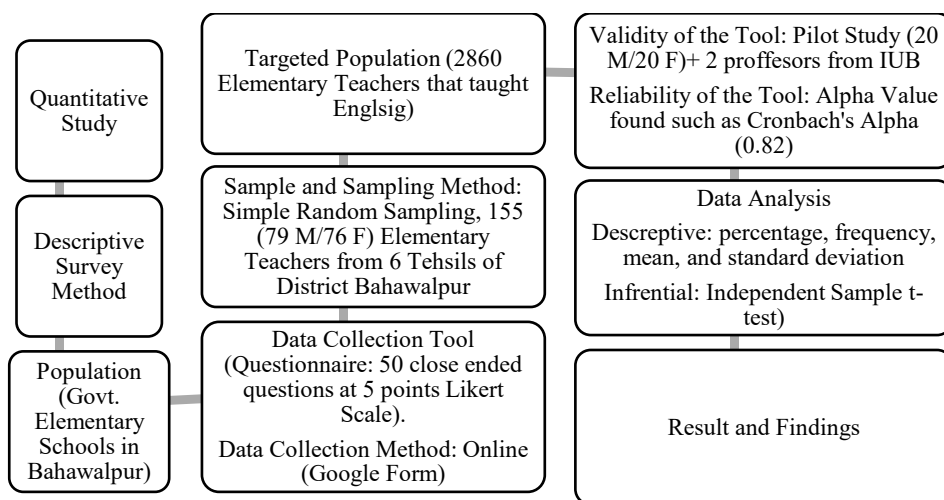 Quantitative
Study
Descriptive
Survey
Method
Population
(Govt.
Elementary
Schools in
Bahawalpur)
Data Collection Tool
(Questionnaire: 50 close ended
questions at 5 points Likert
Scale).
Data Collection Method: Online
(Google Form)
Sample and Sampling Method:
Simple Random Sampling, 155
(79 M/76 F) Elementary
Teachers from 6 Tehsils of
District Bahawalpur
Targeted Population (2860
Elementary Teachers that taught
Englsig)
Validity of the Tool: Pilot Study (20
M/20 F)+ 2 proffesors from IUB
Reliability of the Tool: Alpha Value
found such as Cronbach's Alpha
(0.82)
Data Analysis
Descreptive: percentage, frequency,
mean, and standard deviation
Infrential: Independent Sample t-
test)
Result and Findings